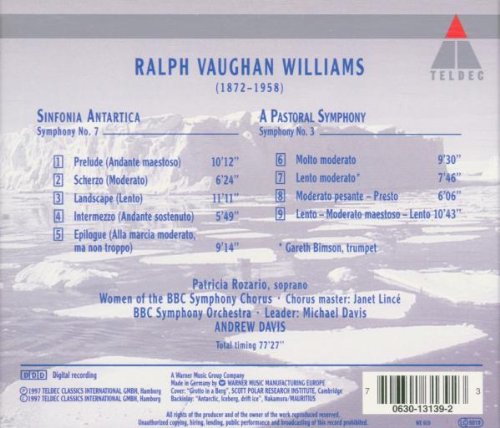 TELDEC
RALPH VAUGHAN WILLIAMS
(1872–1958)
SINFONIA ANTARTICA
Symphony No. 7
1 Prelude (Andante maestoso) 10'12"
2 Scherzo (Moderato) 6'24"
3 Landscape (Lento) 11'11"
4 Intermezzo (Andante sostenuto) 5'49"
5 Epilogue (Alla marcia moderato,
ma non troppo) 9'14"
A PASTORAL SYMPHONY
Symphony No. 3
6 Molto moderato 9'30"
7 Lento moderato* 7'46"
8 Moderato pesante – Presto 6'06"
9 Lento – Moderato maestoso – Lento 10'43"
* Gareth Bimson, trumpet
Patricia Rozario, soprano
Women of the BBC Symphony Chorus · Chorus master: Janet Lincé
BBC Symphony Orchestra · Leader: Michael Davis
ANDREW DAVIS
Total timing 77'27"
DDD Digital recording
Ⓟ 1997 TELDEC CLASSICS INTERNATIONAL GMBH, Hamburg
© 1997 TELDEC CLASSICS INTERNATIONAL GMBH, Hamburg
A Warner Music Group Company
Made in Germany by WARNER MUSIC MANUFACTURING EUROPE
Cover: "Grotto in a Berg", SCOTT POLAR RESEARCH INSTITUTE, Cambridge
Backinlay: "Antarctic, Iceberg, drift ice", Nakamura/MAURITIUS
All rights of the producer and of the owner of the work reproduced reserved.
Unauthorized copying, hiring, lending, public performance and broadcasting of this record prohibited.
7 3
0630-13139-2